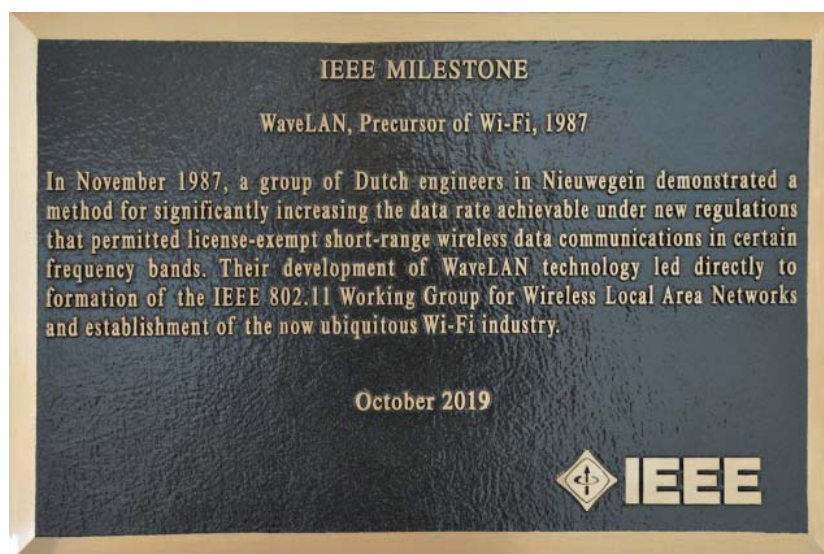 IEEE MILESTONE
WaveLAN, Precursor of Wi-Fi, 1987
In November 1987, a group of Dutch engineers in Nieuwegein demonstrated a
method for significantly increasing the data rate achievable under new regulations
that permitted license-exempt short-range wireless data communications in certain
frequency bands. Their development of WaveLAN technology led directly to
formation of the IEEE 802.11 Working Group for Wireless Local Area Networks
and establishment of the now ubiquitous Wi-Fi industry.
October 2019
IEEE